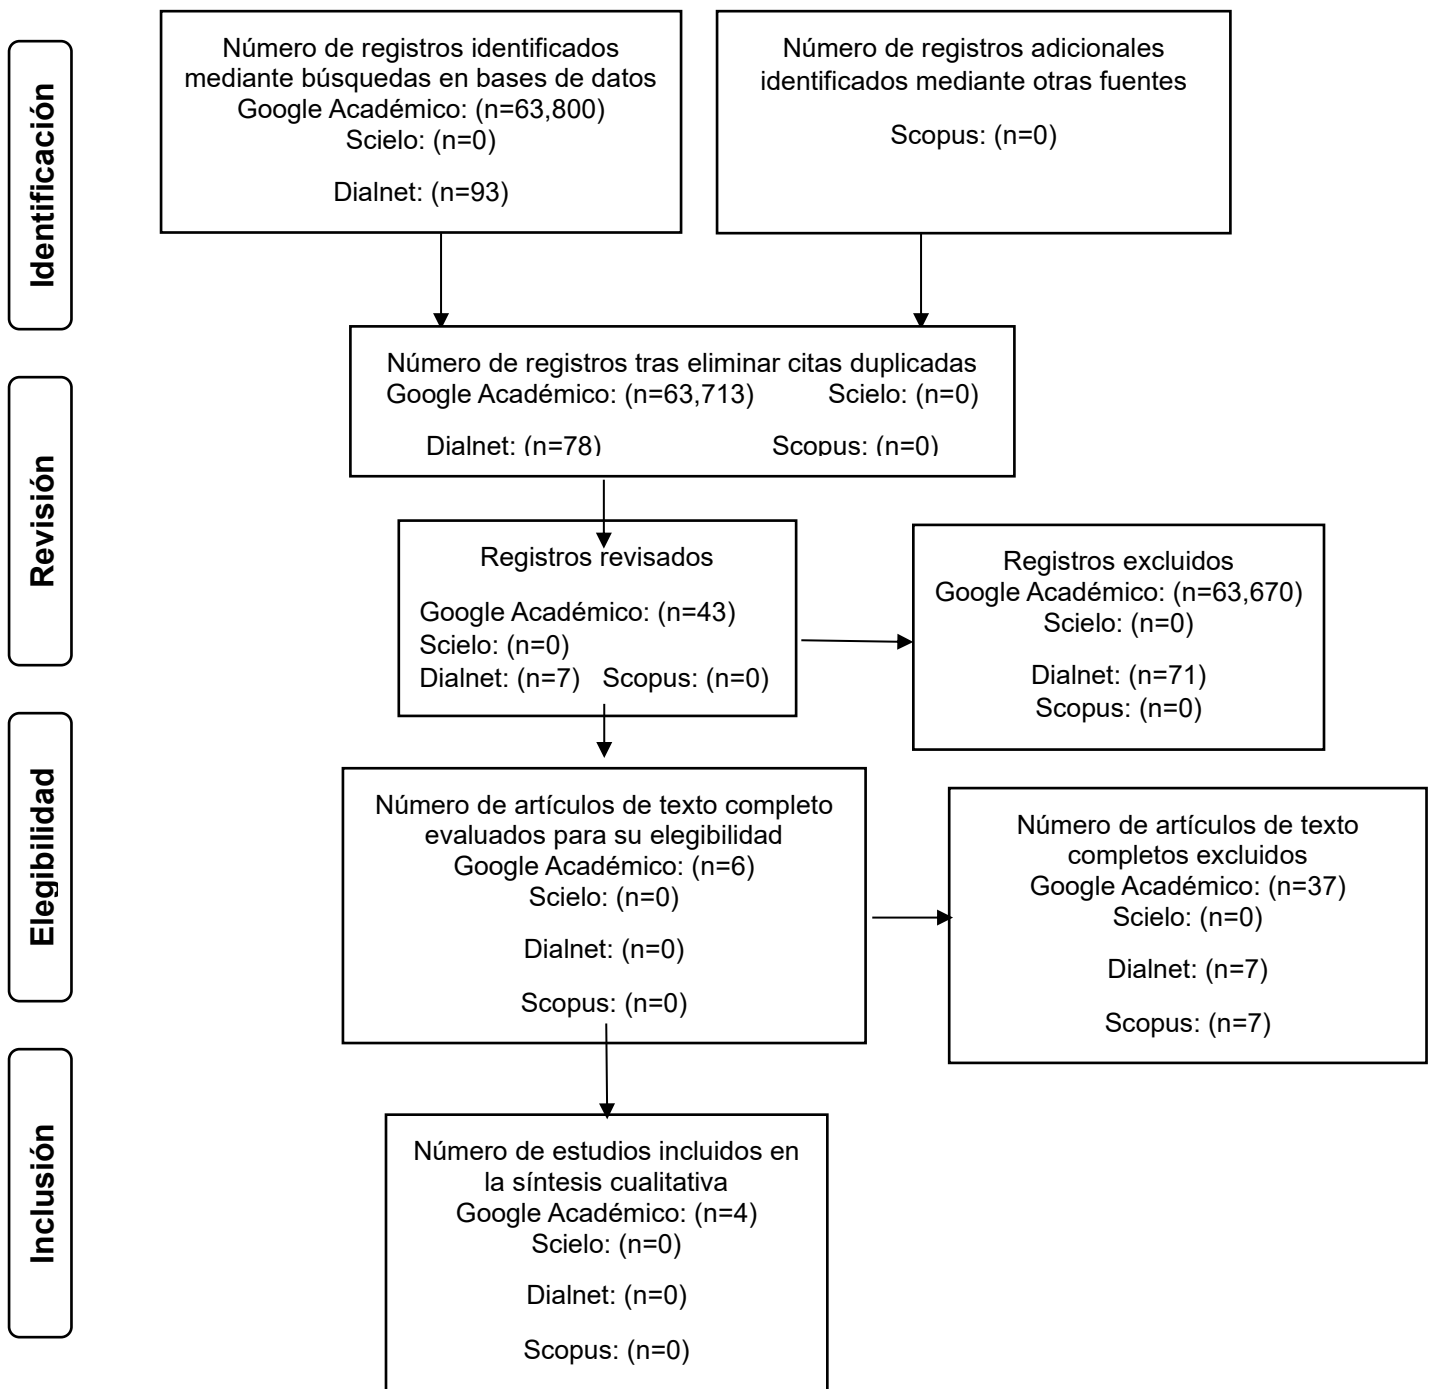 Identificación
Número de registros identificados
mediante búsquedas en bases de datos
Google Académico: (n=63,800)
Scielo: (n=0)
Dialnet: (n=93)
Número de registros adicionales
identificados mediante otras fuentes
Scopus: (n=0)
Número de registros tras eliminar citas duplicadas
Google Académico: (n=63,713) Scielo: (n=0)
Dialnet: (n=78) Scopus: (n=0)
Revisión
Registros revisados
Google Académico: (n=43)
Scielo: (n=0)
Dialnet: (n=7) Scopus: (n=0)
Registros excluidos
Google Académico: (n=63,670)
Scielo: (n=0)
Dialnet: (n=71)
Scopus: (n=0)
Elegibilidad
Número de artículos de texto completo
evaluados para su elegibilidad
Google Académico: (n=6)
Scielo: (n=0)
Dialnet: (n=0)
Scopus: (n=0)
Número de artículos de texto
completos excluidos
Google Académico: (n=37)
Scielo: (n=0)
Dialnet: (n=7)
Scopus: (n=7)
Inclusión
Número de estudios incluidos en
la síntesis cualitativa
Google Académico: (n=4)
Scielo: (n=0)
Dialnet: (n=0)
Scopus: (n=0)